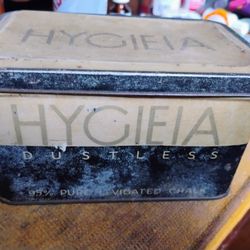 HYGIEIA
HYGIEIA
DUSTLESS
95% PURE LEVIGATED CHALK